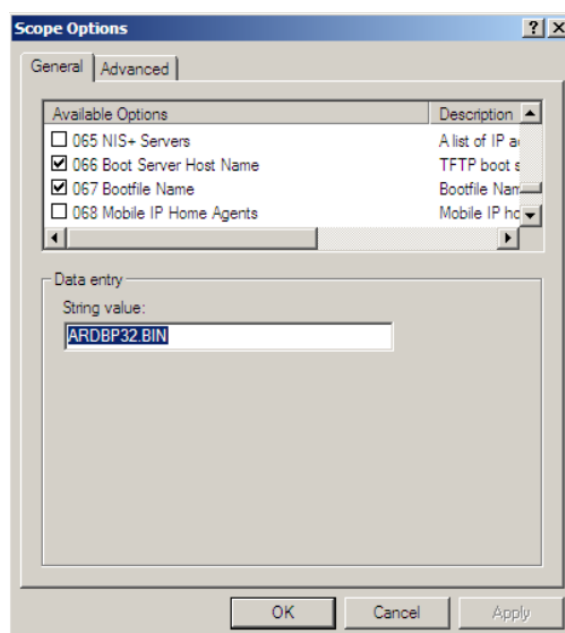 Scope Options
General Advanced
Available Options Description
065 NIS+ Servers A list of IP a
066 Boot Server Host Name TFTP boot s
067 Bootfile Name Bootfile Nam
068 Mobile IP Home Agents Mobile IP ho
Data entry
String value:
ARDBP32.BIN
OK Cancel Apply